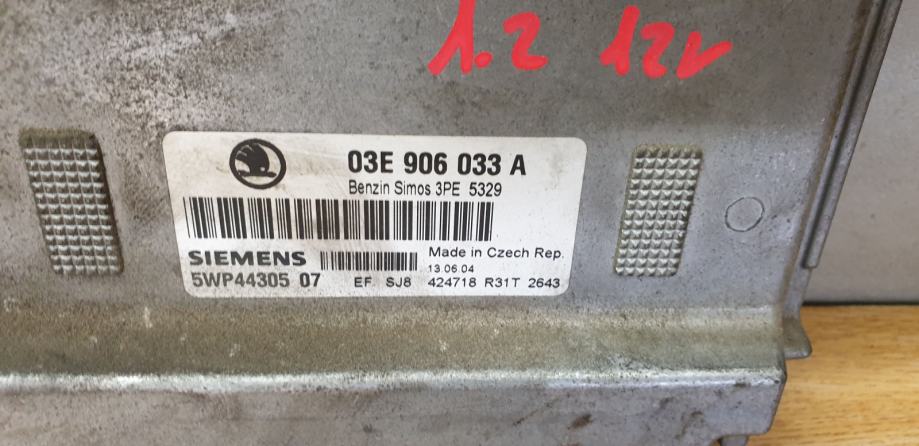 1.2 12v
03E 906 033 A
Benzin Simos 3PE 5329
SIEMENS
Made in Czech Rep.
13.06.04
5WP44305 07 EF SJ8 424718 R31T 2643